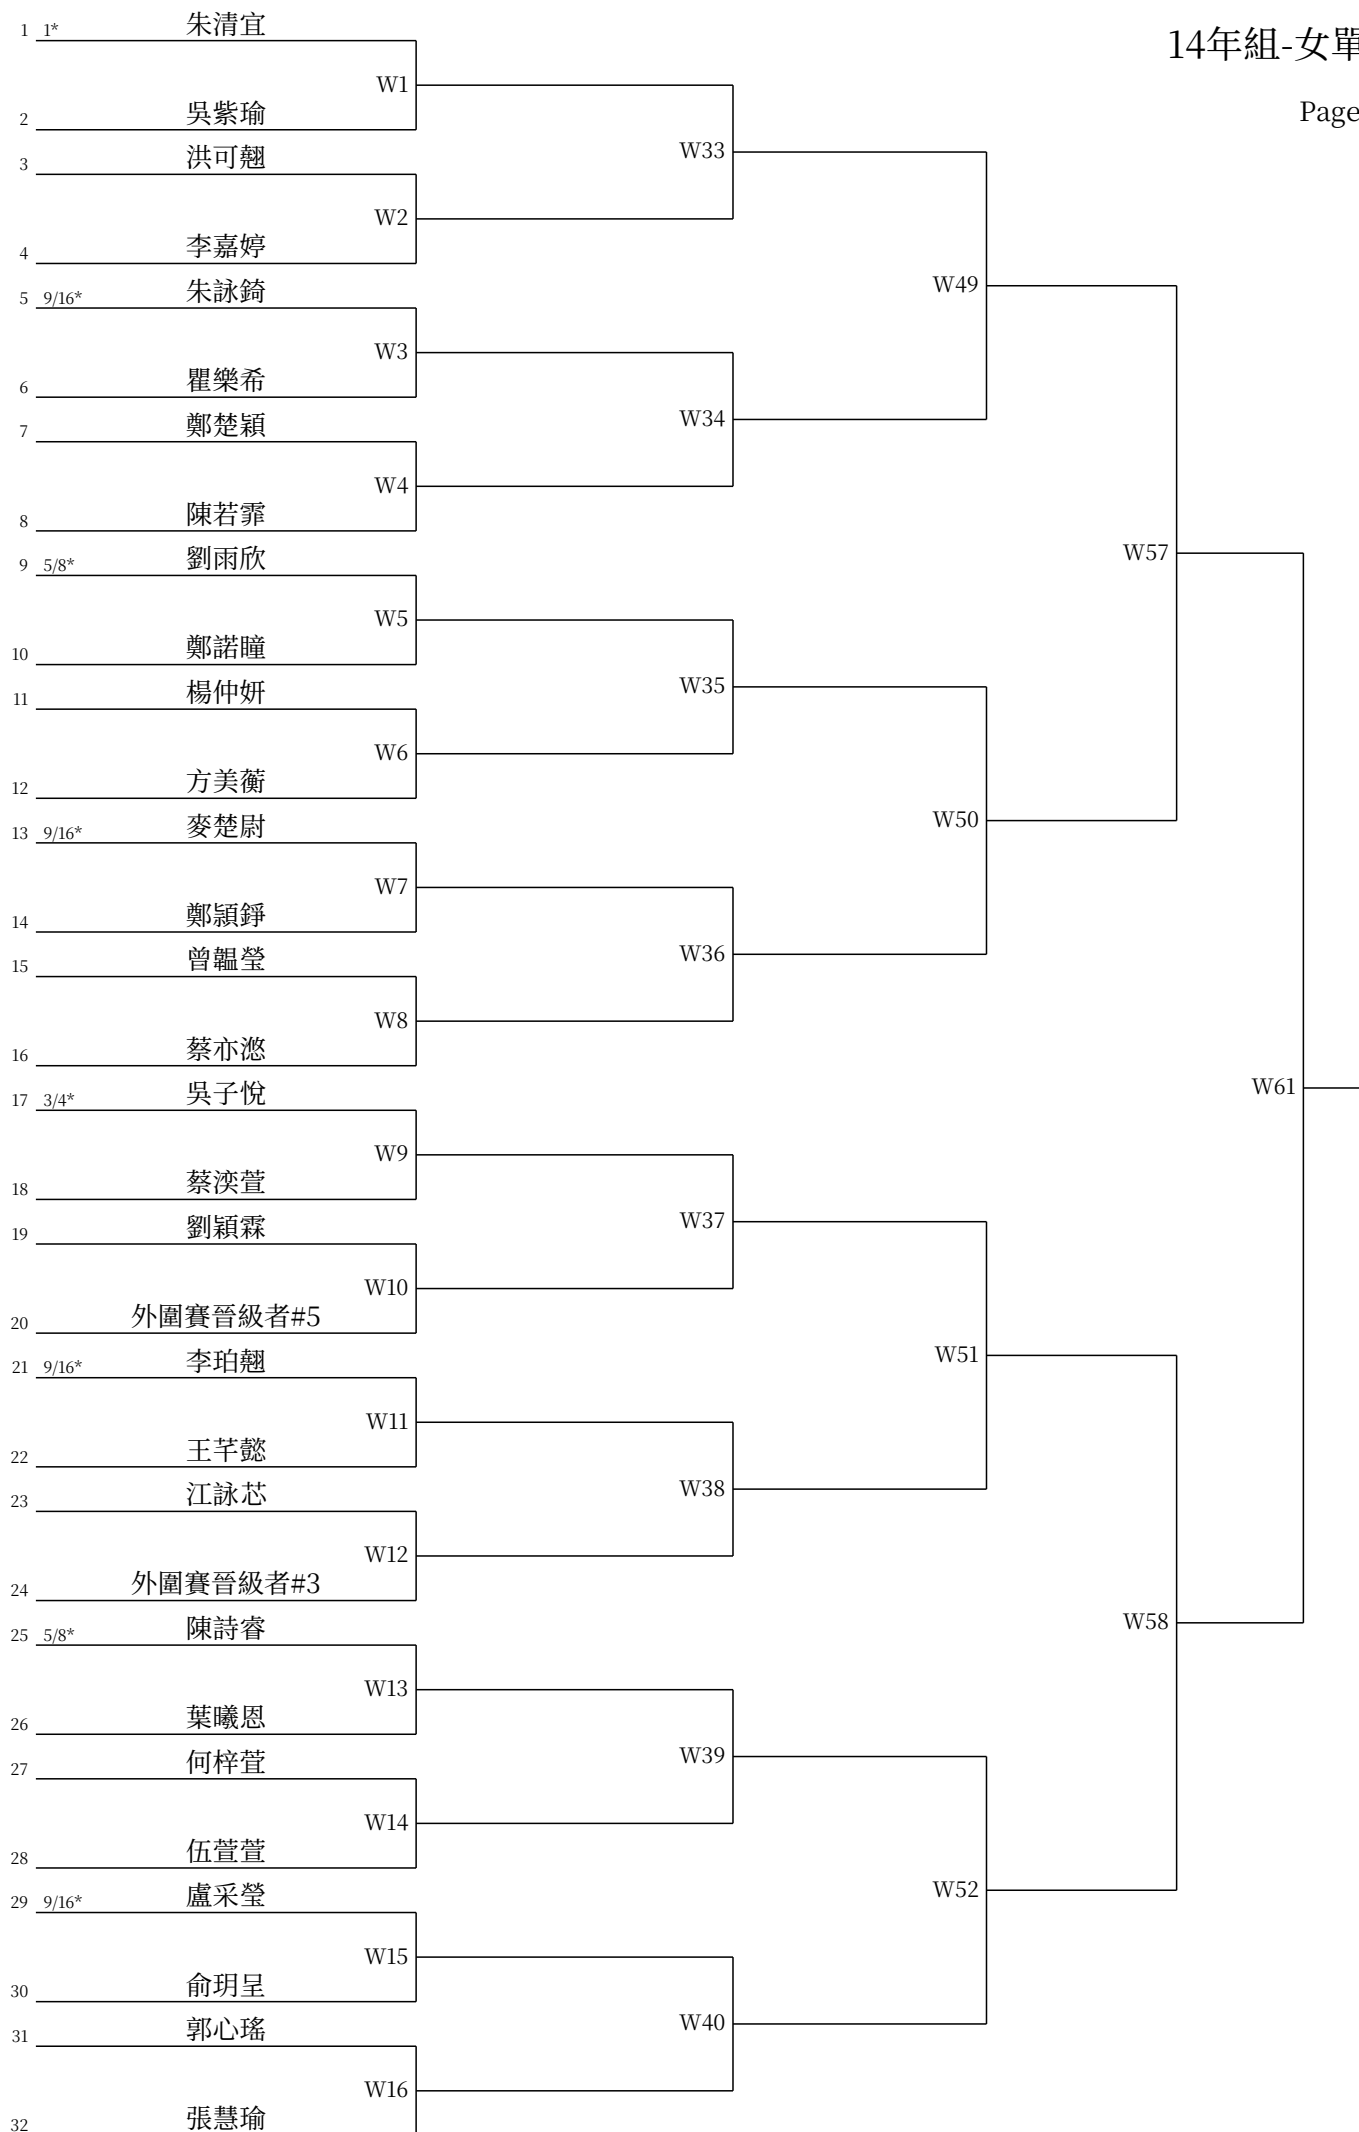 14年組-女單
Page
1 1* 朱清宜
W1
2 吳紫瑜
W33
3 洪可翹
W2
4 李嘉婷
W49
5 9/16* 朱詠錡
W3
6 瞿樂希
W34
7 鄭楚穎
W4
8 陳若霏
W57
9 5/8* 劉雨欣
W5
10 鄭諾瞳
W35
11 楊仲妍
W6
12 方美蘅
W50
13 9/16* 麥楚尉
W7
14 鄭頴錚
W36
15 曾韞瑩
W8
16 蔡亦滺
W61
17 3/4* 吳子悅
W9
18 蔡渜萱
W37
19 劉穎霖
W10
20 外圍賽晉級者#5
W51
21 9/16* 李珀翹
W11
22 王芊懿
W38
23 江詠芯
W12
24 外圍賽晉級者#3
W58
25 5/8* 陳詩睿
W13
26 葉曦恩
W39
27 何梓萓
W14
28 伍萱萱
W52
29 9/16* 盧采瑩
W15
30 俞玥呈
W40
31 郭心瑤
W16
32 張慧瑜